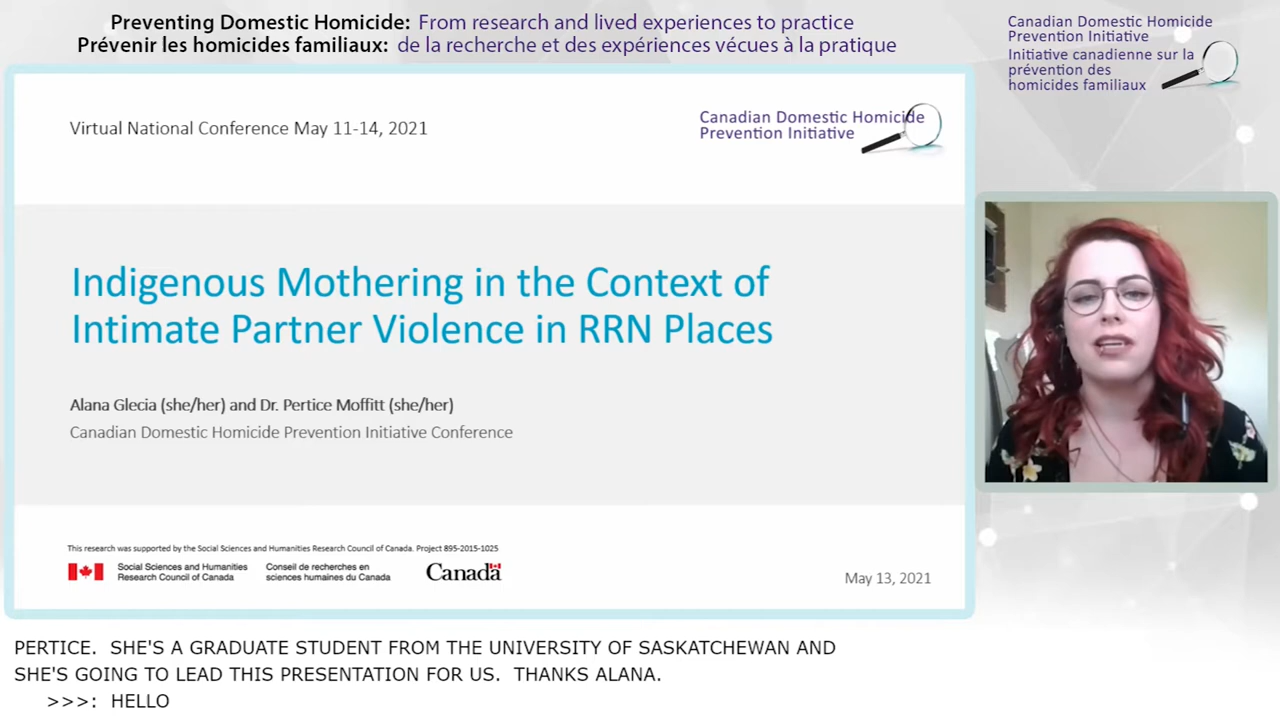 Preventing Domestic Homicide: From research and lived experiences to practice
Prévenir les homicides familiaux: de la recherche et des expériences vécues à la pratique
Canadian Domestic Homicide
Prevention Initiative
Initiative canadienne sur la
prévention des
homicides familiaux
Virtual National Conference May 11-14, 2021
Canadian Domestic Homicide
Prevention Initiative
Indigenous Mothering in the Context of
Intimate Partner Violence in RRN Places
Alana Glecia (she/her) and Dr. Pertice Moffitt (she/her)
Canadian Domestic Homicide Prevention Initiative Conference
This research was supported by the Social Sciences and Humanities Research Council of Canada. Project 895-2015-1025
Social Sciences and Humanities
Research Council of Canada
Conseil de recherches en
sciences humaines du Canada
Canada
May 13, 2021
PERTICE. SHE'S A GRADUATE STUDENT FROM THE UNIVERSITY OF SASKATCHEWAN AND
SHE'S GOING TO LEAD THIS PRESENTATION FOR US. THANKS ALANA.
>>>: HELLO